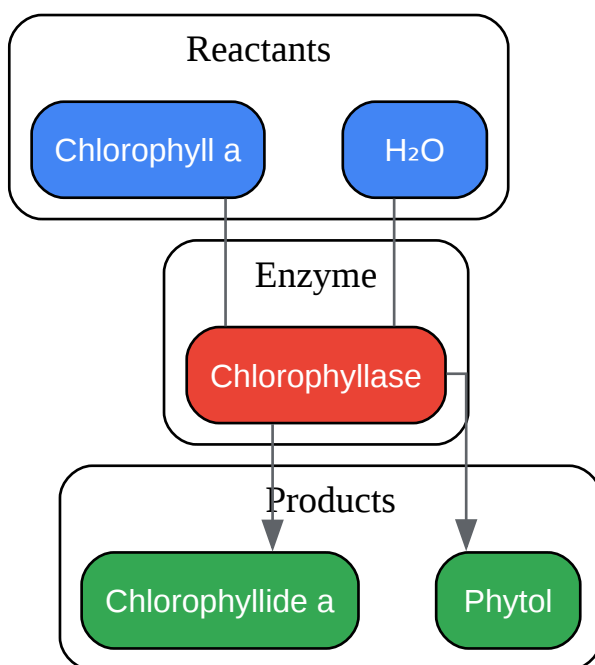 Reactants
Chlorophyll a
H₂O
Enzyme
Chlorophyllase
Products
Chlorophyllide a
Phytol